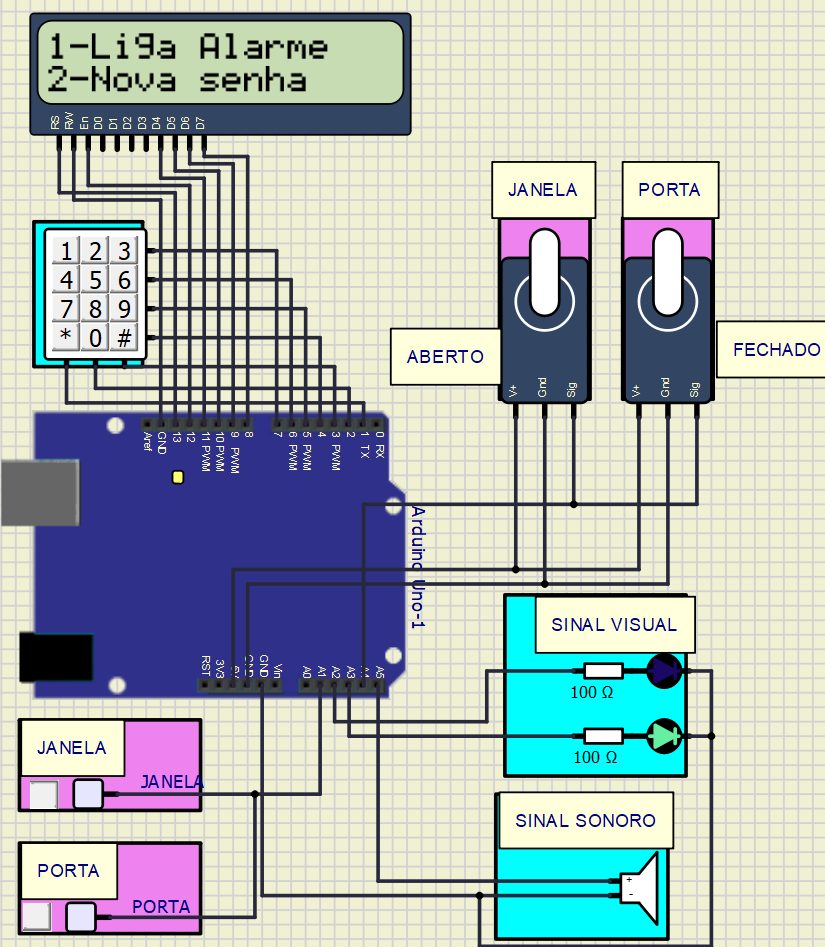 1-Liga Alarme
2-Nova senha
RS RW En D0 D1 D2 D3 D4 D5 D6 D7
JANELA
PORTA
1 2 3
4 5 6
7 8 9
* 0 #
ABERTO
FECHADO
V+ Gnd Sig
V+ Gnd Sig
Aref GND 13 12 11 PWM 10 PWM 9 PWM 8 7 6 PWM 5 PWM 4 3 PWM 2 1 TX 0 RX
Arduino Uno-1
RST 3V3 5V GND GND Vin A0 A1 A2 A3 A4 A5
SINAL VISUAL
100 Ω
100 Ω
JANELA
JANELA
SINAL SONORO
+
-
PORTA
PORTA